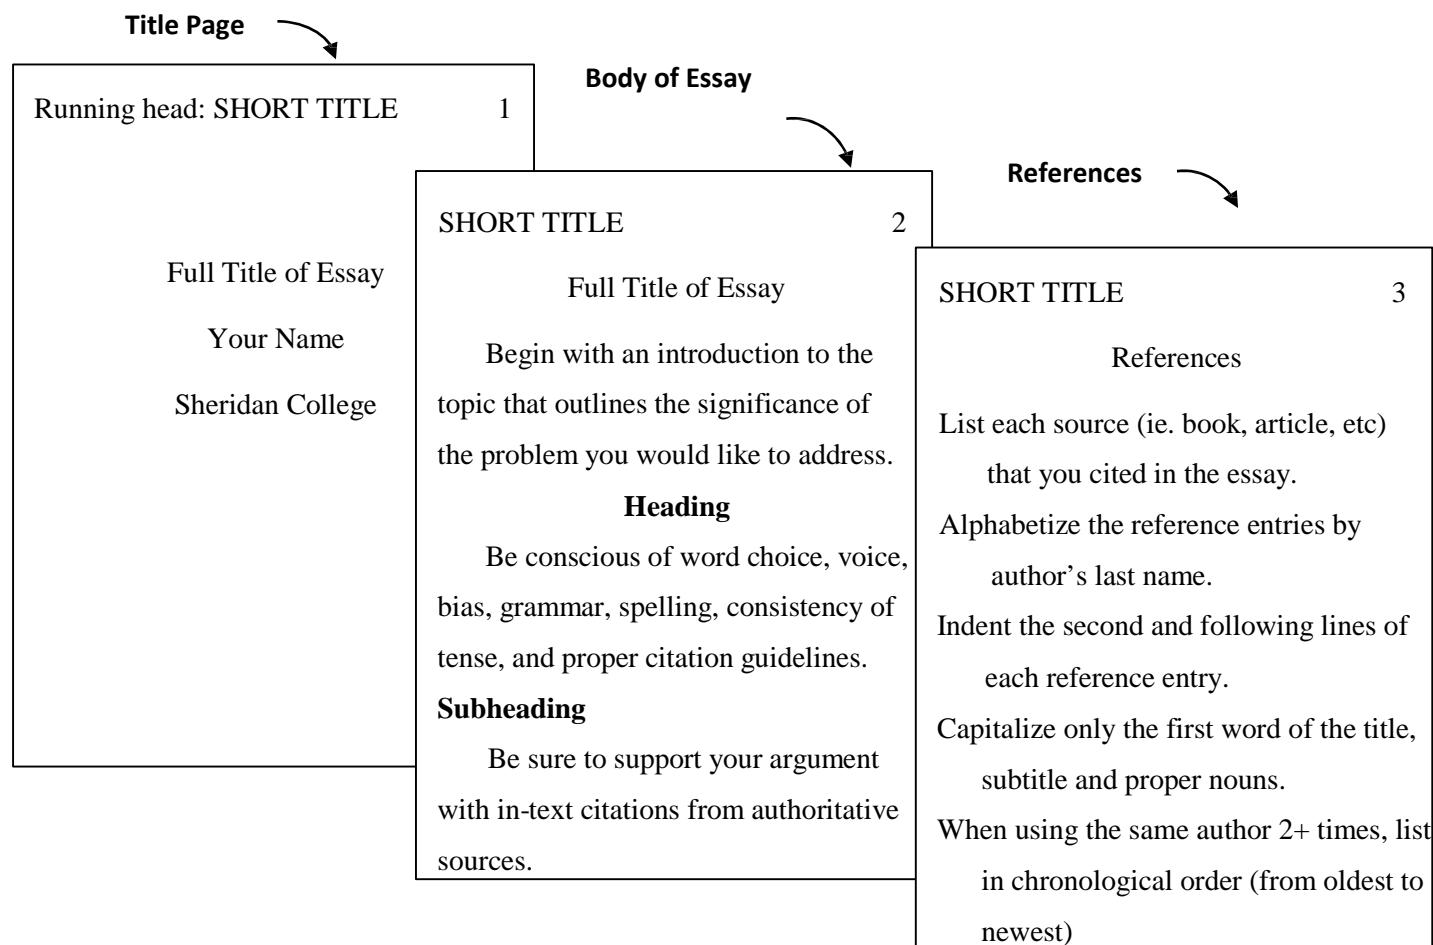 Title Page
Running head: SHORT TITLE 1
Full Title of Essay
Your Name
Sheridan College
Body of Essay
SHORT TITLE 2
Full Title of Essay
Begin with an introduction to the
topic that outlines the significance of
the problem you would like to address.
Heading
Be conscious of word choice, voice,
bias, grammar, spelling, consistency of
tense, and proper citation guidelines.
Subheading
Be sure to support your argument
with in-text citations from authoritative
sources.
References
SHORT TITLE 3
References
List each source (ie. book, article, etc)
that you cited in the essay.
Alphabetize the reference entries by
author’s last name.
Indent the second and following lines of
each reference entry.
Capitalize only the first word of the title,
subtitle and proper nouns.
When using the same author 2+ times, list
in chronological order (from oldest to
newest)